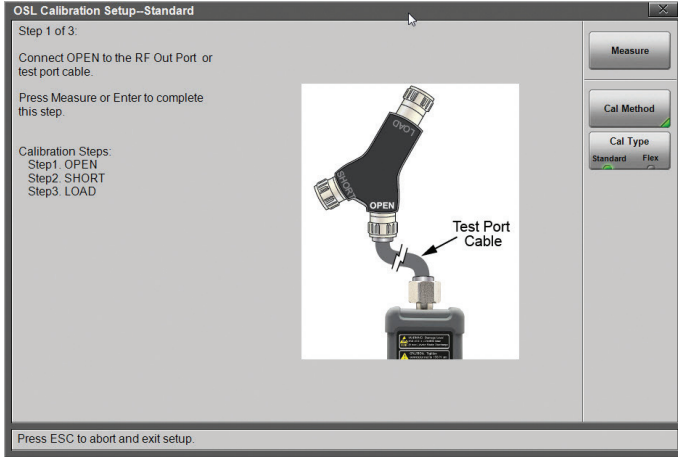 OSL Calibration Setup--Standard
Step 1 of 3:
Connect OPEN to the RF Out Port or
test port cable.
Press Measure or Enter to complete
this step.
Calibration Steps:
Step1. OPEN
Step2. SHORT
Step3. LOAD
LOAD
SHORT
OPEN
Test Port
Cable
Measure
Cal Method
Cal Type
Standard Flex
Press ESC to abort and exit setup.